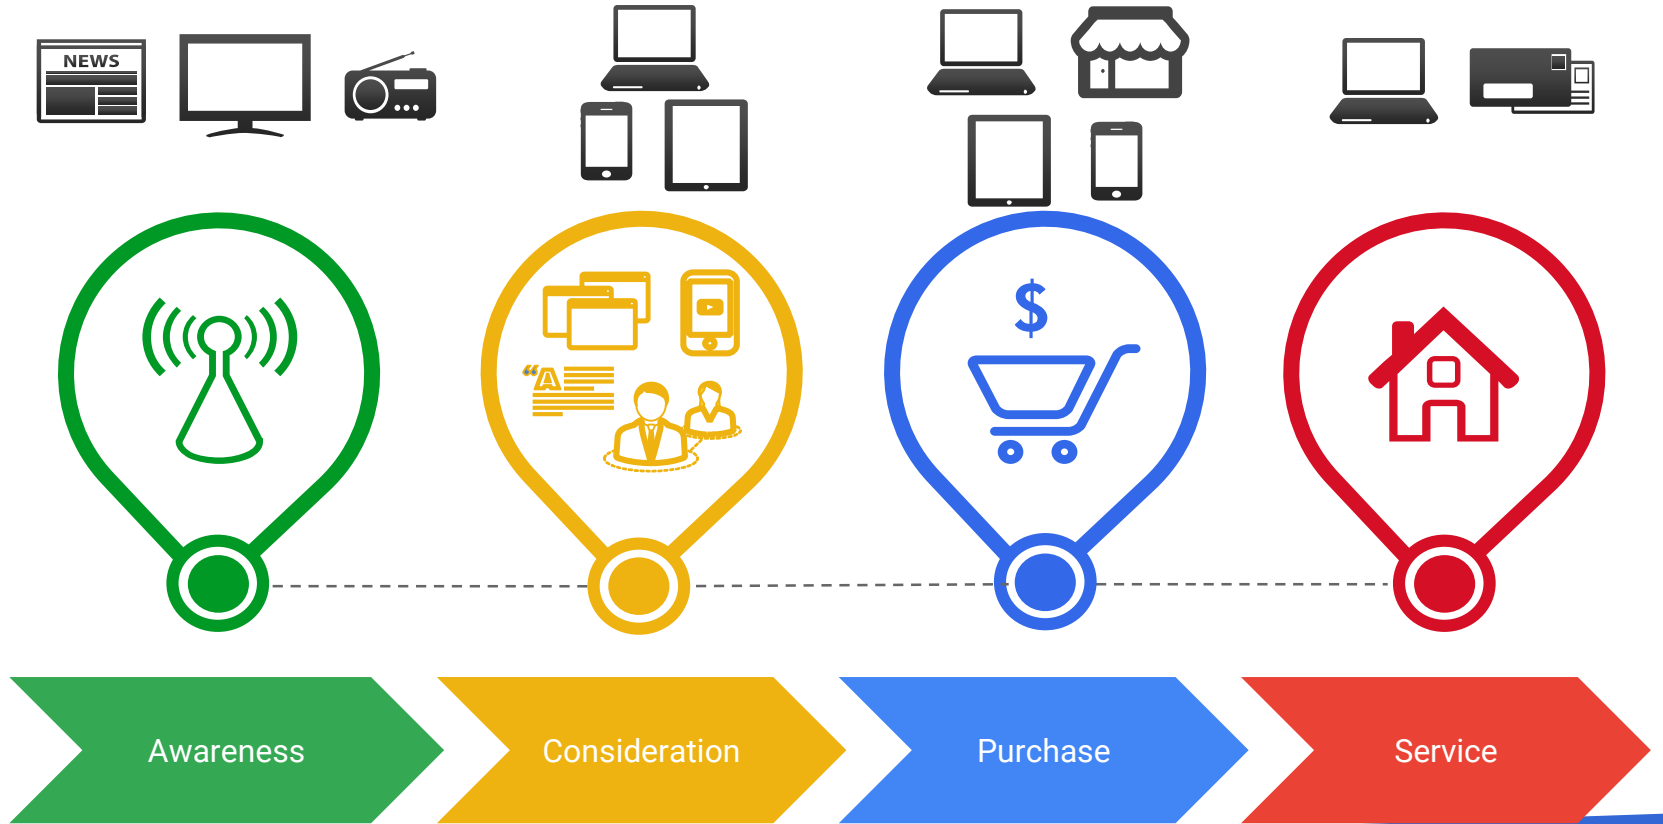 NEWS
“A
$
Awareness
Consideration
Purchase
Service